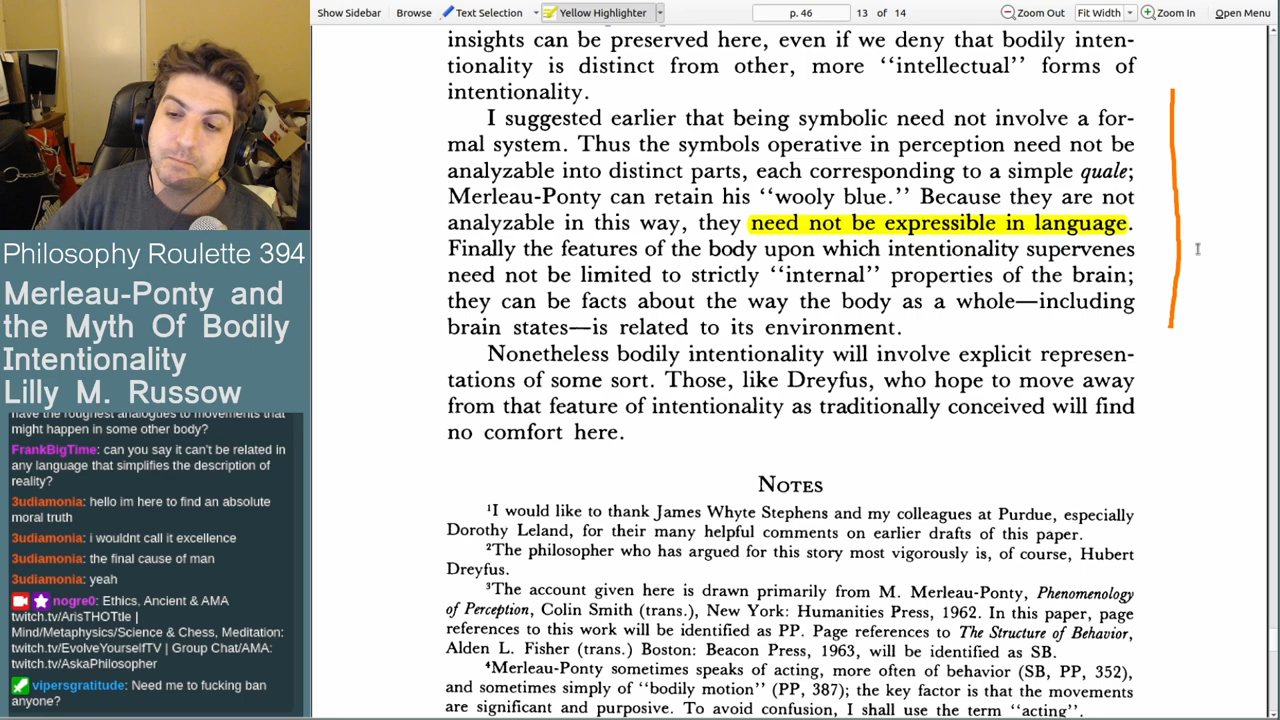 Show Sidebar Browse Text Selection Yellow Highlighter p. 46 13 of 14 Zoom Out Fit Width Zoom In Open Menu
insights can be preserved here, even if we deny that bodily inten-
tionality is distinct from other, more “intellectual” forms of
intentionality.
I suggested earlier that being symbolic need not involve a for-
mal system. Thus the symbols operative in perception need not be
analyzable into distinct parts, each corresponding to a simple quale;
Merleau-Ponty can retain his “wooly blue.” Because they are not
analyzable in this way, they need not be expressible in language.
Finally the features of the body upon which intentionality supervenes
need not be limited to strictly “internal” properties of the brain;
they can be facts about the way the body as a whole—including
brain states—is related to its environment.
Nonetheless bodily intentionality will involve explicit represen-
tations of some sort. Those, like Dreyfus, who hope to move away
from that feature of intentionality as traditionally conceived will find
no comfort here.
NOTES
¹I would like to thank James Whyte Stephens and my colleagues at Purdue, especially
Dorothy Leland, for their many helpful comments on earlier drafts of this paper.
²The philosopher who has argued for this story most vigorously is, of course, Hubert
Dreyfus.
³The account given here is drawn primarily from M. Merleau-Ponty, Phenomenology
of Perception, Colin Smith (trans.), New York: Humanities Press, 1962. In this paper, page
references to this work will be identified as PP. Page references to The Structure of Behavior,
Alden L. Fisher (trans.) Boston: Beacon Press, 1963, will be identified as SB.
⁴Merleau-Ponty sometimes speaks of acting, more often of behavior (SB, PP, 352),
and sometimes simply of “bodily motion” (PP, 387); the key factor is that the movements
are significant and purposive. To avoid confusion, I shall use the term “acting”.
Philosophy Roulette 394
Merleau-Ponty and
the Myth Of Bodily
Intentionality
Lilly M. Russow
have the roughest analogues to movements that
might happen in some other body?
FrankBigTime: can you say it can't be related in
any language that simplifies the description of
reality?
3udiamonia: hello im here to find an absolute
moral truth
3udiamonia: i wouldnt call it excellence
3udiamonia: the final cause of man
3udiamonia: yeah
nogre0: Ethics, Ancient & AMA
twitch.tv/ArisTHOTtle |
Mind/Metaphysics/Science & Chess, Meditation:
twitch.tv/EvolveYourselfTV | Group Chat/AMA:
twitch.tv/AskaPhilosopher
vipersgratitude: Need me to fucking ban
anyone?